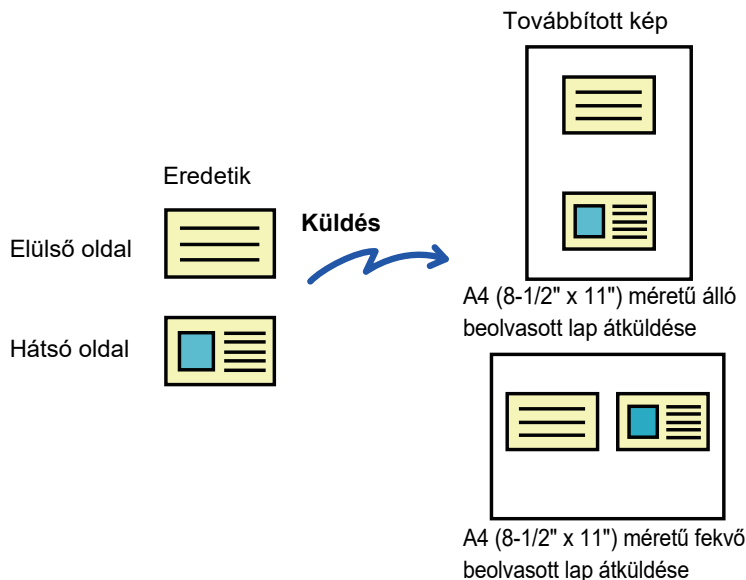 Továbbított kép
Eredetik
Elülső oldal
Küldés
Hátsó oldal
A4 (8-1/2" x 11") méretű álló
beolvasott lap átküldése
A4 (8-1/2" x 11") méretű fekvő
beolvasott lap átküldése